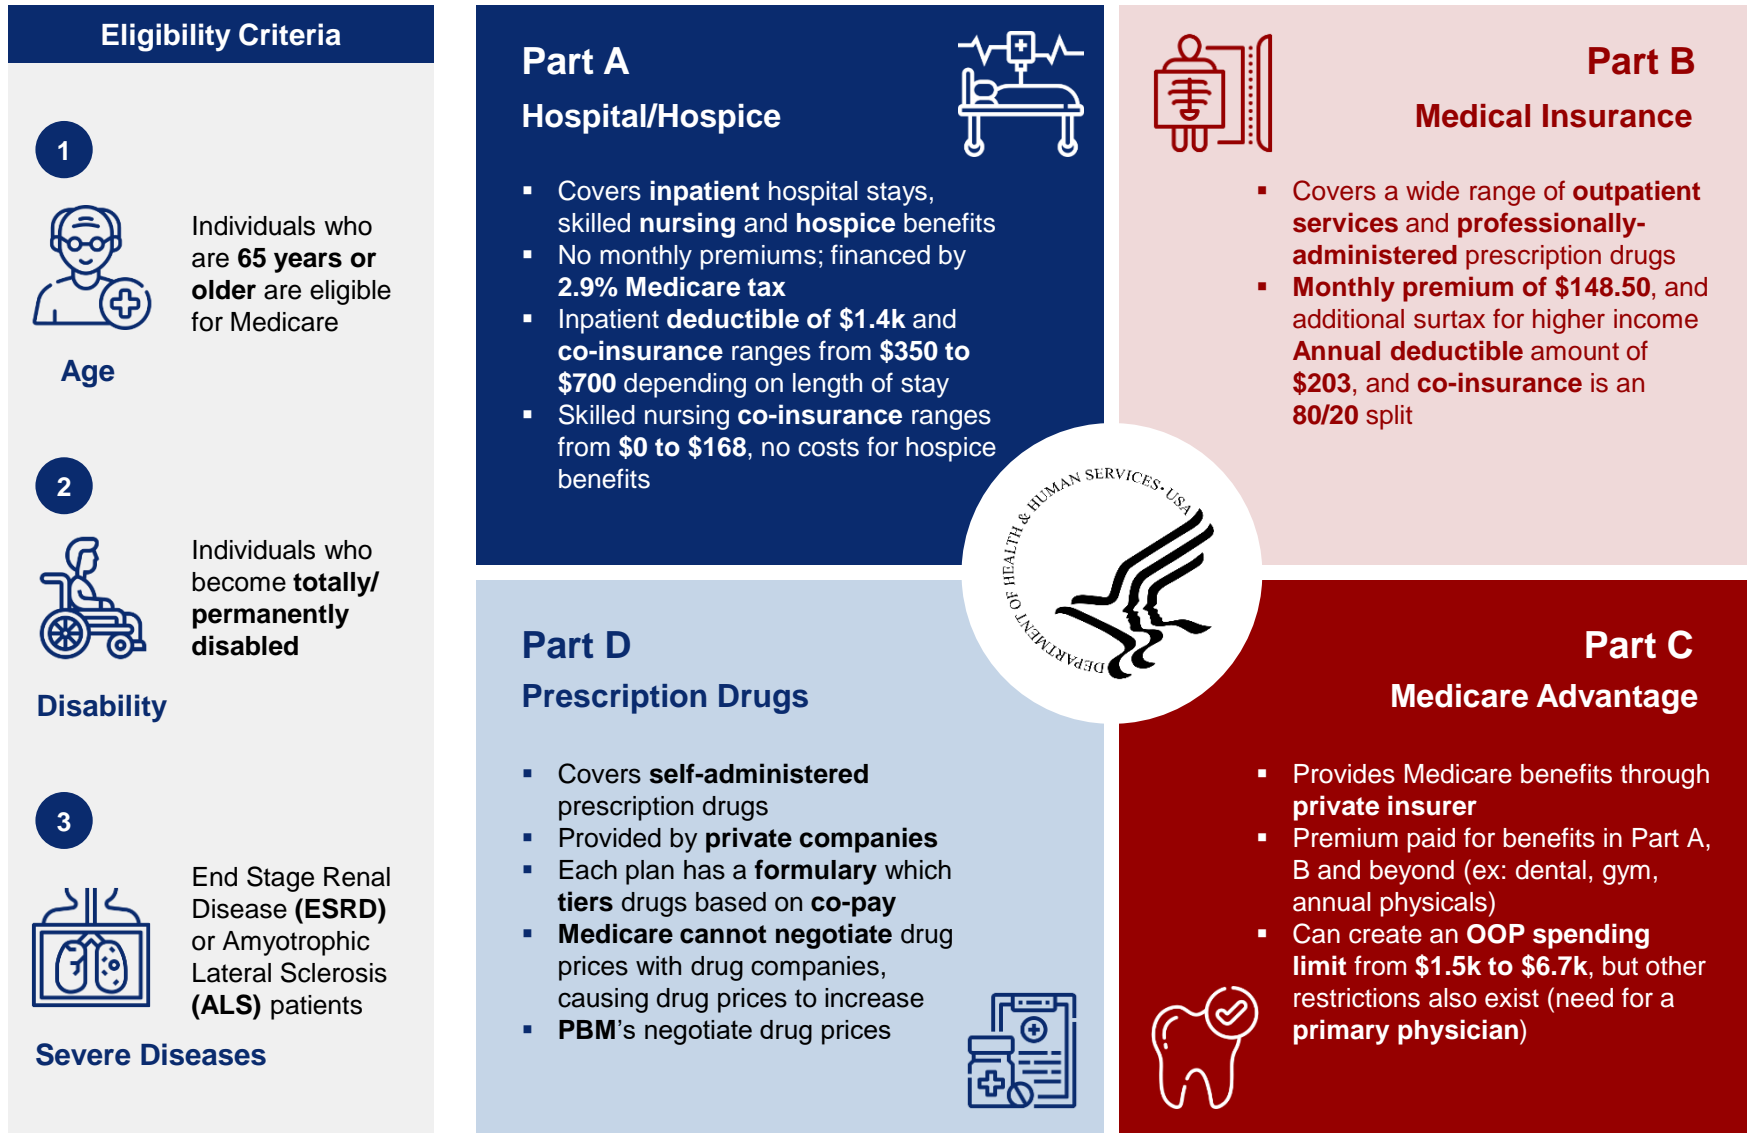 Eligibility Criteria
1
Individuals who
are 65 years or
older are eligible
for Medicare
Age
2
Individuals who
become totally/
permanently
disabled
Disability
3
End Stage Renal
Disease (ESRD)
or Amyotrophic
Lateral Sclerosis
(ALS) patients
Severe Diseases
Part A
Hospital/Hospice
▪ Covers inpatient hospital stays,
skilled nursing and hospice benefits
▪ No monthly premiums; financed by
2.9% Medicare tax
▪ Inpatient deductible of $1.4k and
co-insurance ranges from $350 to
$700 depending on length of stay
▪ Skilled nursing co-insurance ranges
from $0 to $168, no costs for hospice
benefits
Part B
Medical Insurance
▪ Covers a wide range of outpatient
services and professionally-
administered prescription drugs
▪ Monthly premium of $148.50, and
additional surtax for higher income
Annual deductible amount of
$203, and co-insurance is an
80/20 split
DEPARTMENT OF HEALTH & HUMAN SERVICES • USA
Part D
Prescription Drugs
▪ Covers self-administered
prescription drugs
▪ Provided by private companies
▪ Each plan has a formulary which
tiers drugs based on co-pay
▪ Medicare cannot negotiate drug
prices with drug companies,
causing drug prices to increase
▪ PBM’s negotiate drug prices
Part C
Medicare Advantage
▪ Provides Medicare benefits through
private insurer
▪ Premium paid for benefits in Part A,
B and beyond (ex: dental, gym,
annual physicals)
▪ Can create an OOP spending
limit from $1.5k to $6.7k, but other
restrictions also exist (need for a
primary physician)